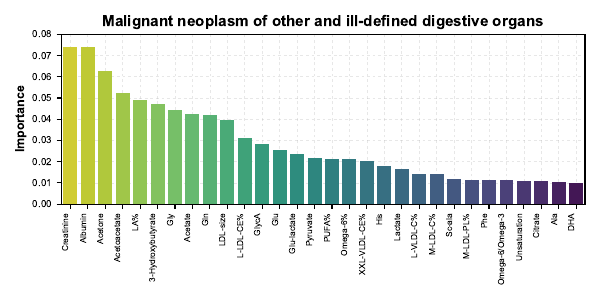 Malignant neoplasm of other and ill-defined digestive organs
Importance
0.08
0.07
0.06
0.05
0.04
0.03
0.02
0.01
0.00
Creatinine
Albumin
Acetone
Acetoacetate
LA%
3-Hydroxybutyrate
Gly
Acetate
Gln
LDL-size
L-LDL-CE%
GlycA
Glu
Glu-lactate
Pyruvate
PUFA%
Omega-6%
XXL-VLDL-CE%
His
Lactate
L-VLDL-C%
M-LDL-C%
Soala
M-LDL-PL%
Phe
Omega-6/Omega-3
Unsaturation
Citrate
Ala
DHA